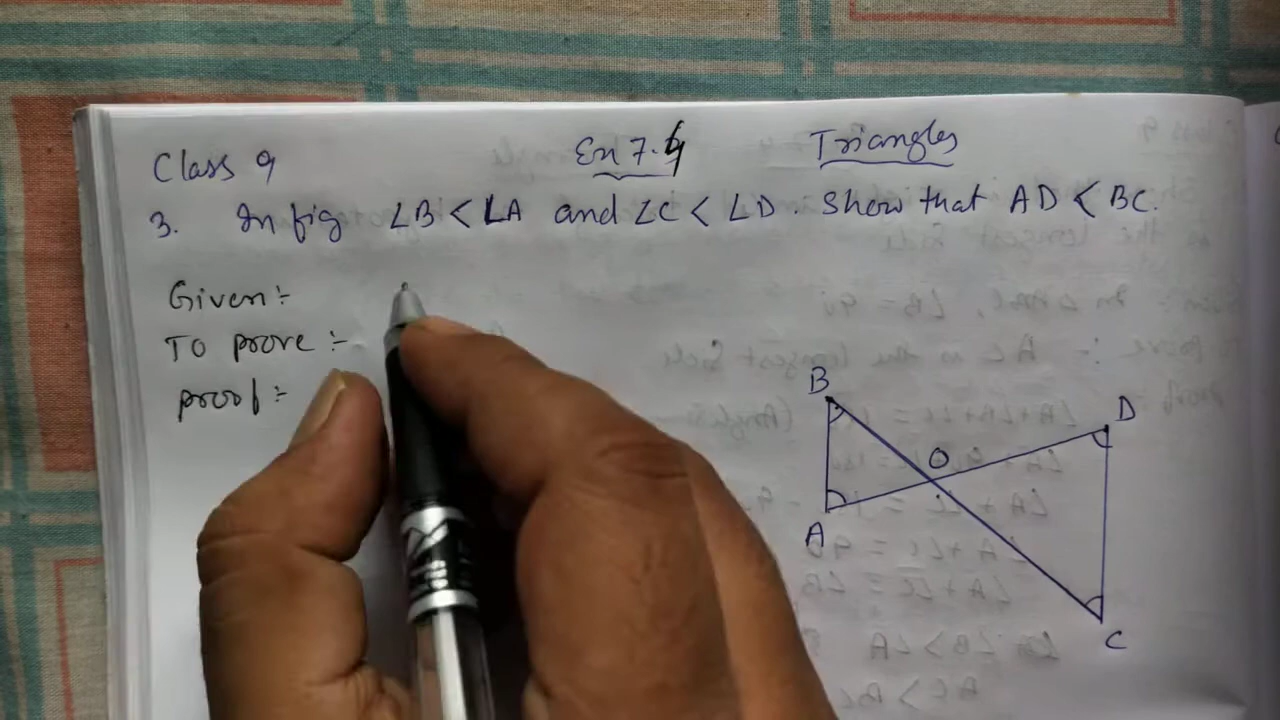 Class 9 Ex 7.4 Triangles
3. In fig ∠B < ∠A and ∠C < ∠D. Show that AD < BC.
Given:-
To prove :-
proof :-
B
D
O
A
C